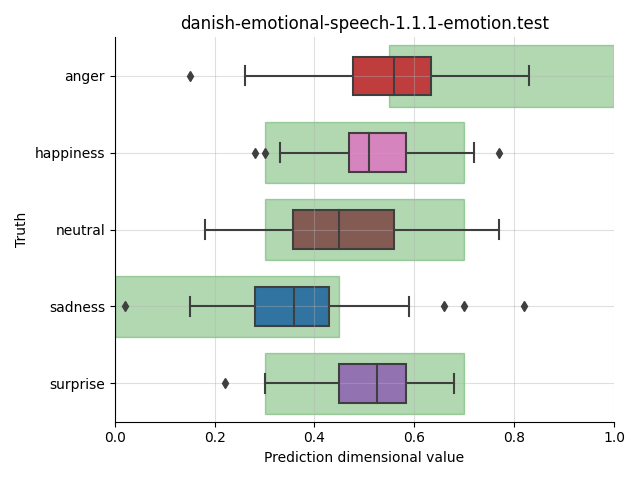 danish-emotional-speech-1.1.1-emotion.test
anger
happiness
neutral
sadness
surprise
Truth
0.0 0.2 0.4 0.6 0.8 1.0
Prediction dimensional value